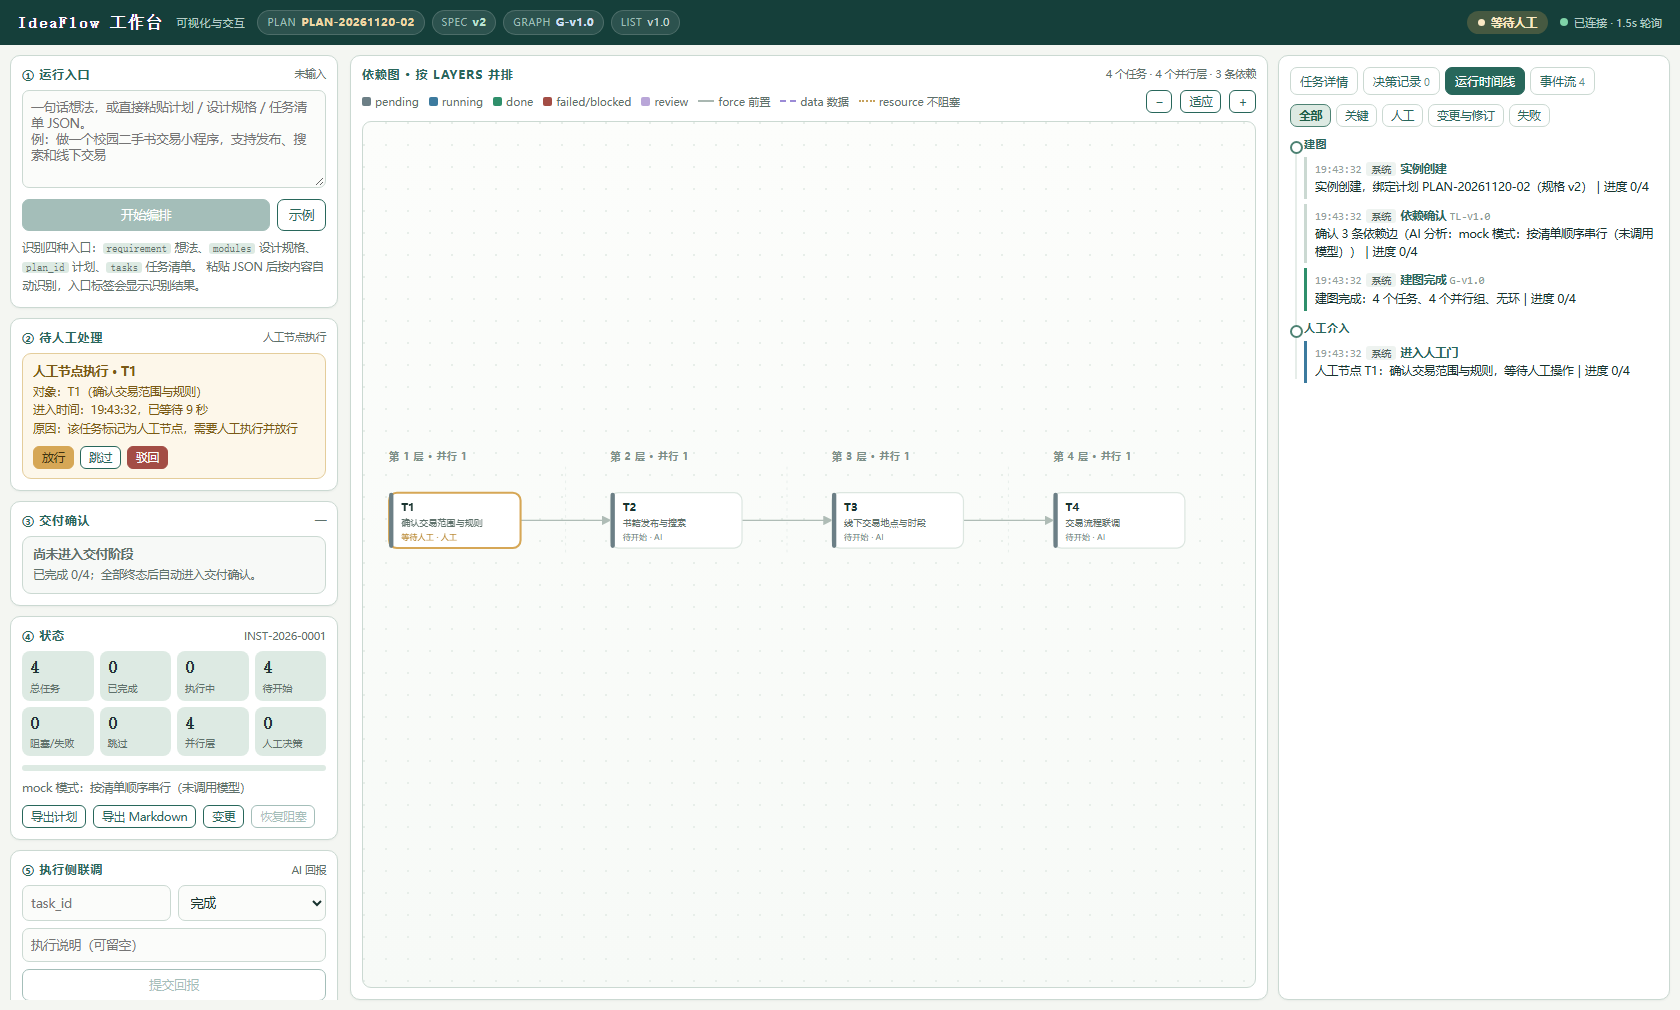 IdeaFlow 工作台
可视化与交互
PLAN PLAN-20261120-02
SPEC v2
GRAPH G-v1.0
LIST v1.0
等待人工
已连接 · 1.5s 轮询
① 运行入口
未输入
一句话想法，或直接粘贴计划 / 设计规格 / 任务清
单 JSON。
例：做一个校园二手书交易小程序，支持发布、搜
索和线下交易
开始编排
示例
识别四种入口：requirement 想法、modules 设计规格、
plan_id 计划、tasks 任务清单。 粘贴 JSON 后按内容自
动识别，入口标签会显示识别结果。
② 待人工处理
人工节点执行
人工节点执行 • T1
对象：T1（确认交易范围与规则）
进入时间：19:43:32，已等待 9 秒
原因：该任务标记为人工节点，需要人工执行并放行
放行
跳过
驳回
③ 交付确认
—
尚未进入交付阶段
已完成 0/4；全部终态后自动进入交付确认。
④ 状态
INST-2026-0001
4
总任务
0
已完成
0
执行中
4
待开始
0
阻塞/失败
0
跳过
4
并行层
0
人工决策
mock 模式：按清单顺序串行（未调用模型）
导出计划
导出 Markdown
变更
恢复阻塞
⑤ 执行侧联调
AI 回报
task_id
完成
执行说明（可留空）
提交回报
依赖图 • 按 LAYERS 并排
4 个任务 · 4 个并行层 · 3 条依赖
pending
running
done
failed/blocked
review
force 前置
data 数据
resource 不阻塞
−
适应
+
第 1 层 • 并行 1
第 2 层 • 并行 1
第 3 层 • 并行 1
第 4 层 • 并行 1
T1
确认交易范围与规则
等待人工 · 人工
T2
书籍发布与搜索
待开始 · AI
T3
线下交易地点与时段
待开始 · AI
T4
交易流程联调
待开始 · AI
任务详情
决策记录 0
运行时间线
事件流 4
全部
关键
人工
变更与修订
失败
建图
19:43:32 系统 实例创建
实例创建，绑定计划 PLAN-20261120-02（规格 v2） | 进度 0/4
19:43:32 系统 依赖确认 TL-v1.0
确认 3 条依赖边（AI 分析：mock 模式：按清单顺序串行（未调用
模型）） | 进度 0/4
19:43:32 系统 建图完成 G-v1.0
建图完成：4 个任务、4 个并行组、无环 | 进度 0/4
人工介入
19:43:32 系统 进入人工门
人工节点 T1：确认交易范围与规则，等待人工操作 | 进度 0/4